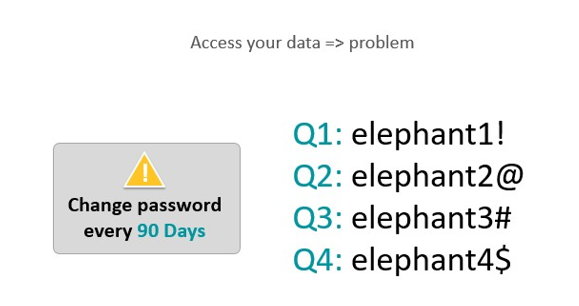 Access your data => problem
!
Change password
every 90 Days
Q1: elephant1!
Q2: elephant2@
Q3: elephant3#
Q4: elephant4$